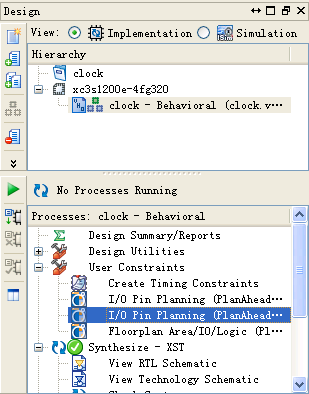 Design
View: Implementation Simulation
Hierarchy
clock
xc3s1200e-4fg320
clock - Behavioral (clock.v...
No Processes Running
Processes: clock - Behavioral
Design Summary/Reports
Design Utilities
User Constraints
Create Timing Constraints
I/O Pin Planning (PlanAhead...
I/O Pin Planning (PlanAhead...
Floorplan Area/IO/Logic (Pl...
Synthesize - XST
View RTL Schematic
View Technology Schematic